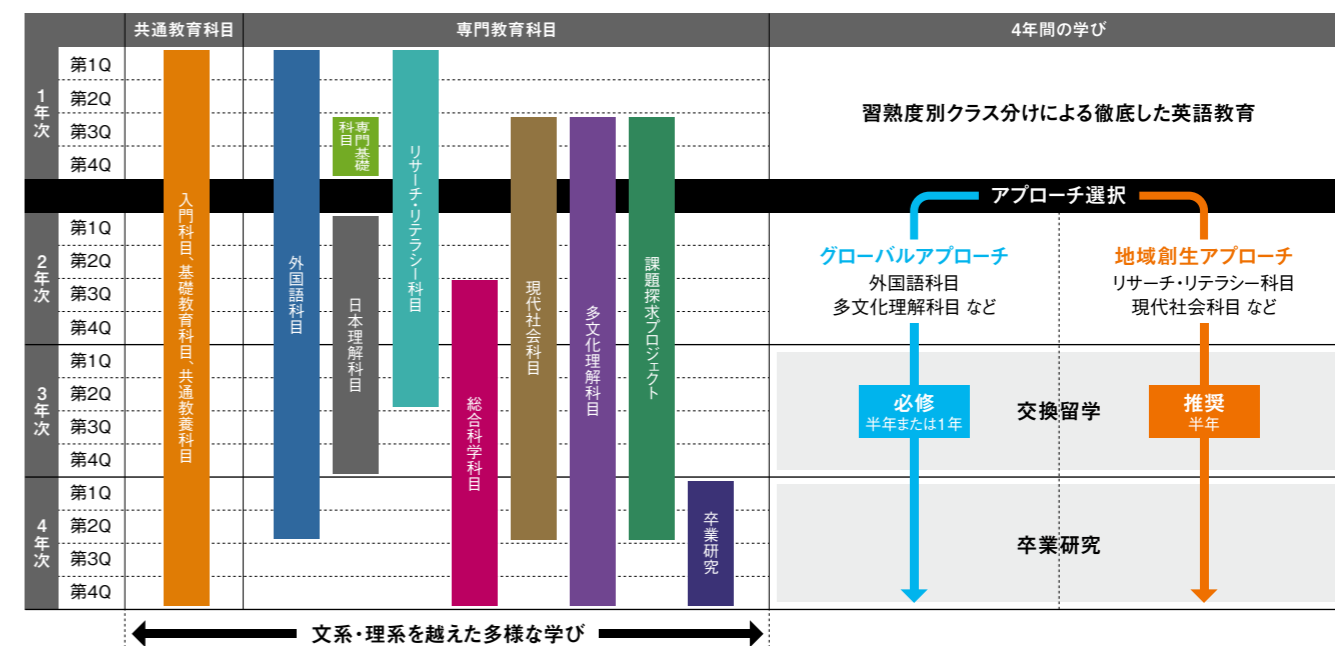 共通教育科目
専門教育科目
4年間の学び
1年次
第1Q
第2Q
第3Q
第4Q
2年次
第1Q
第2Q
第3Q
第4Q
3年次
第1Q
第2Q
第3Q
第4Q
4年次
第1Q
第2Q
第3Q
第4Q
入門科目、基礎教育科目、共通教養科目
外国語科目
専門基礎
科目
日本理解科目
リサーチ・リテラシー科目
総合科学科目
現代社会科目
多文化理解科目
課題探求プロジェクト
卒業研究
習熟度別クラス分けによる徹底した英語教育
アプローチ選択
グローバルアプローチ
外国語科目
多文化理解科目 など
地域創生アプローチ
リサーチ・リテラシー科目
現代社会科目 など
必修
半年または1年
交換留学
推奨
半年
卒業研究
文系・理系を越えた多様な学び